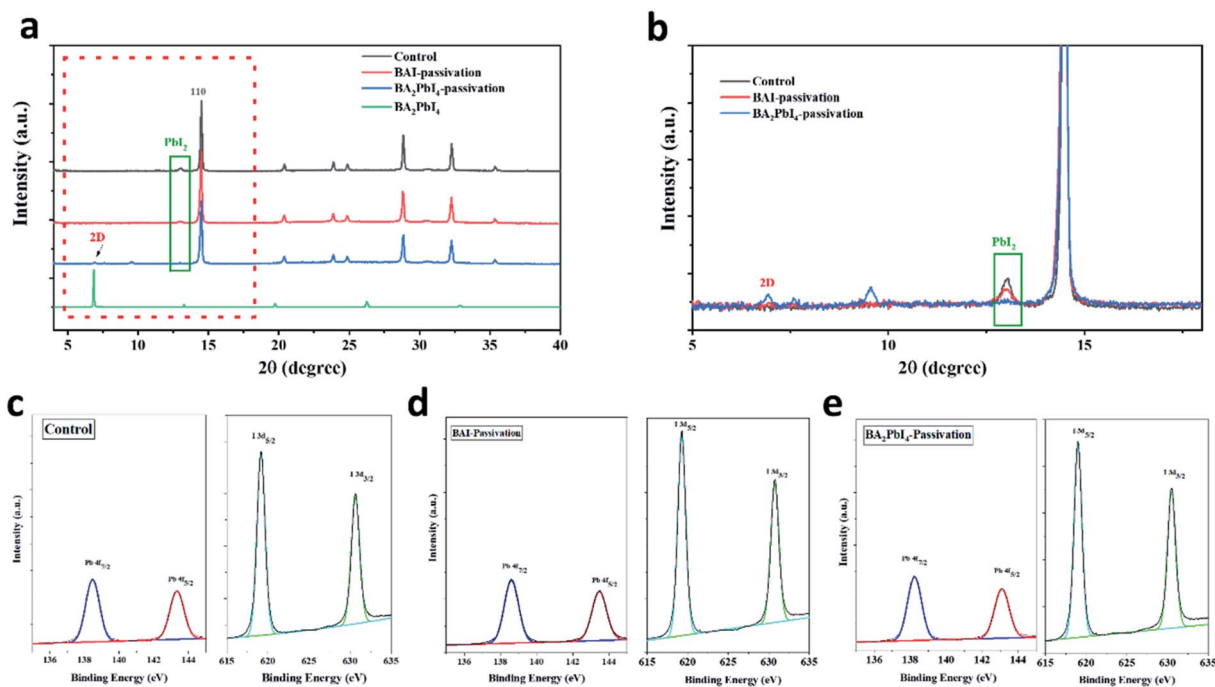 a
Intensity (a.u.)
Control
BAI-passivation
BA₂PbI₄-passivation
BA₂PbI₄
110
PbI₂
2D
5 10 15 20 25 30 35 40
2θ (degree)
b
Intensity (a.u.)
Control
BAI-passivation
BA₂PbI₄-passivation
PbI₂
2D
5 10 15
2θ (degree)
c
Control
Intensity (a.u.)
Pb 4f7/2
Pb 4f5/2
136 138 140 142 144
Binding Energy (eV)
I 3d5/2
I 3d3/2
615 620 625 630 635
Binding Energy (eV)
d
BAI-Passivation
Intensity (a.u.)
Pb 4f7/2
Pb 4f5/2
136 138 140 142 144
Binding Energy (eV)
Intensity (a.u.)
I 3d5/2
I 3d3/2
615 620 625 630 635
Binding Energy (eV)
e
BA₂PbI₄-Passivation
Intensity (a.u.)
Pb 4f7/2
Pb 4f5/2
136 138 140 142 144
Binding Energy (eV)
I 3d5/2
I 3d3/2
615 620 625 630 635
Binding Energy (eV)